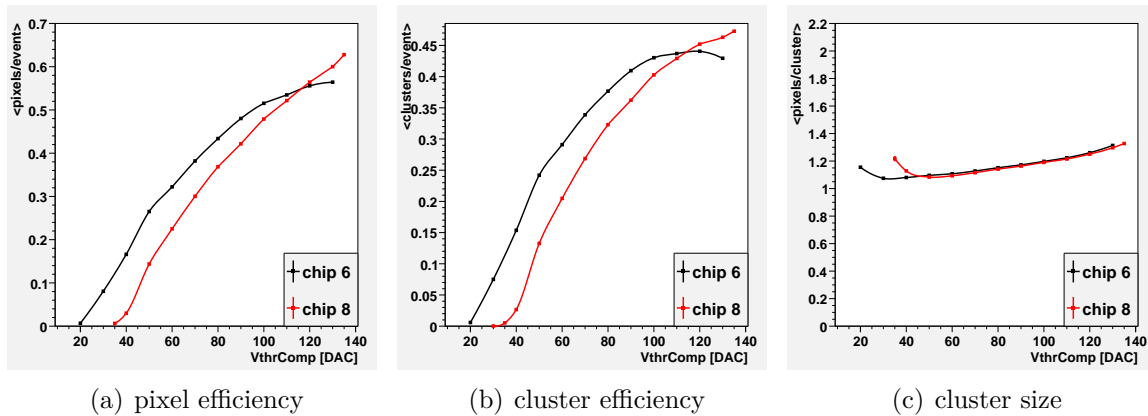 <pixels/event>
0.7
0.6
0.5
0.4
0.3
0.2
0.1
0
20 40 60 80 100 120 140
VthrComp [DAC]
chip 6
chip 8
(a) pixel efficiency
<clusters/event>
0.45
0.4
0.35
0.3
0.25
0.2
0.15
0.1
0.05
0
20 40 60 80 100 120 140
VthrComp [DAC]
chip 6
chip 8
(b) cluster efficiency
<pixels/cluster>
2.2
2
1.8
1.6
1.4
1.2
1
0.8
0.6
0.4
0.2
0
20 40 60 80 100 120 140
VthrComp [DAC]
chip 6
chip 8
(c) cluster size